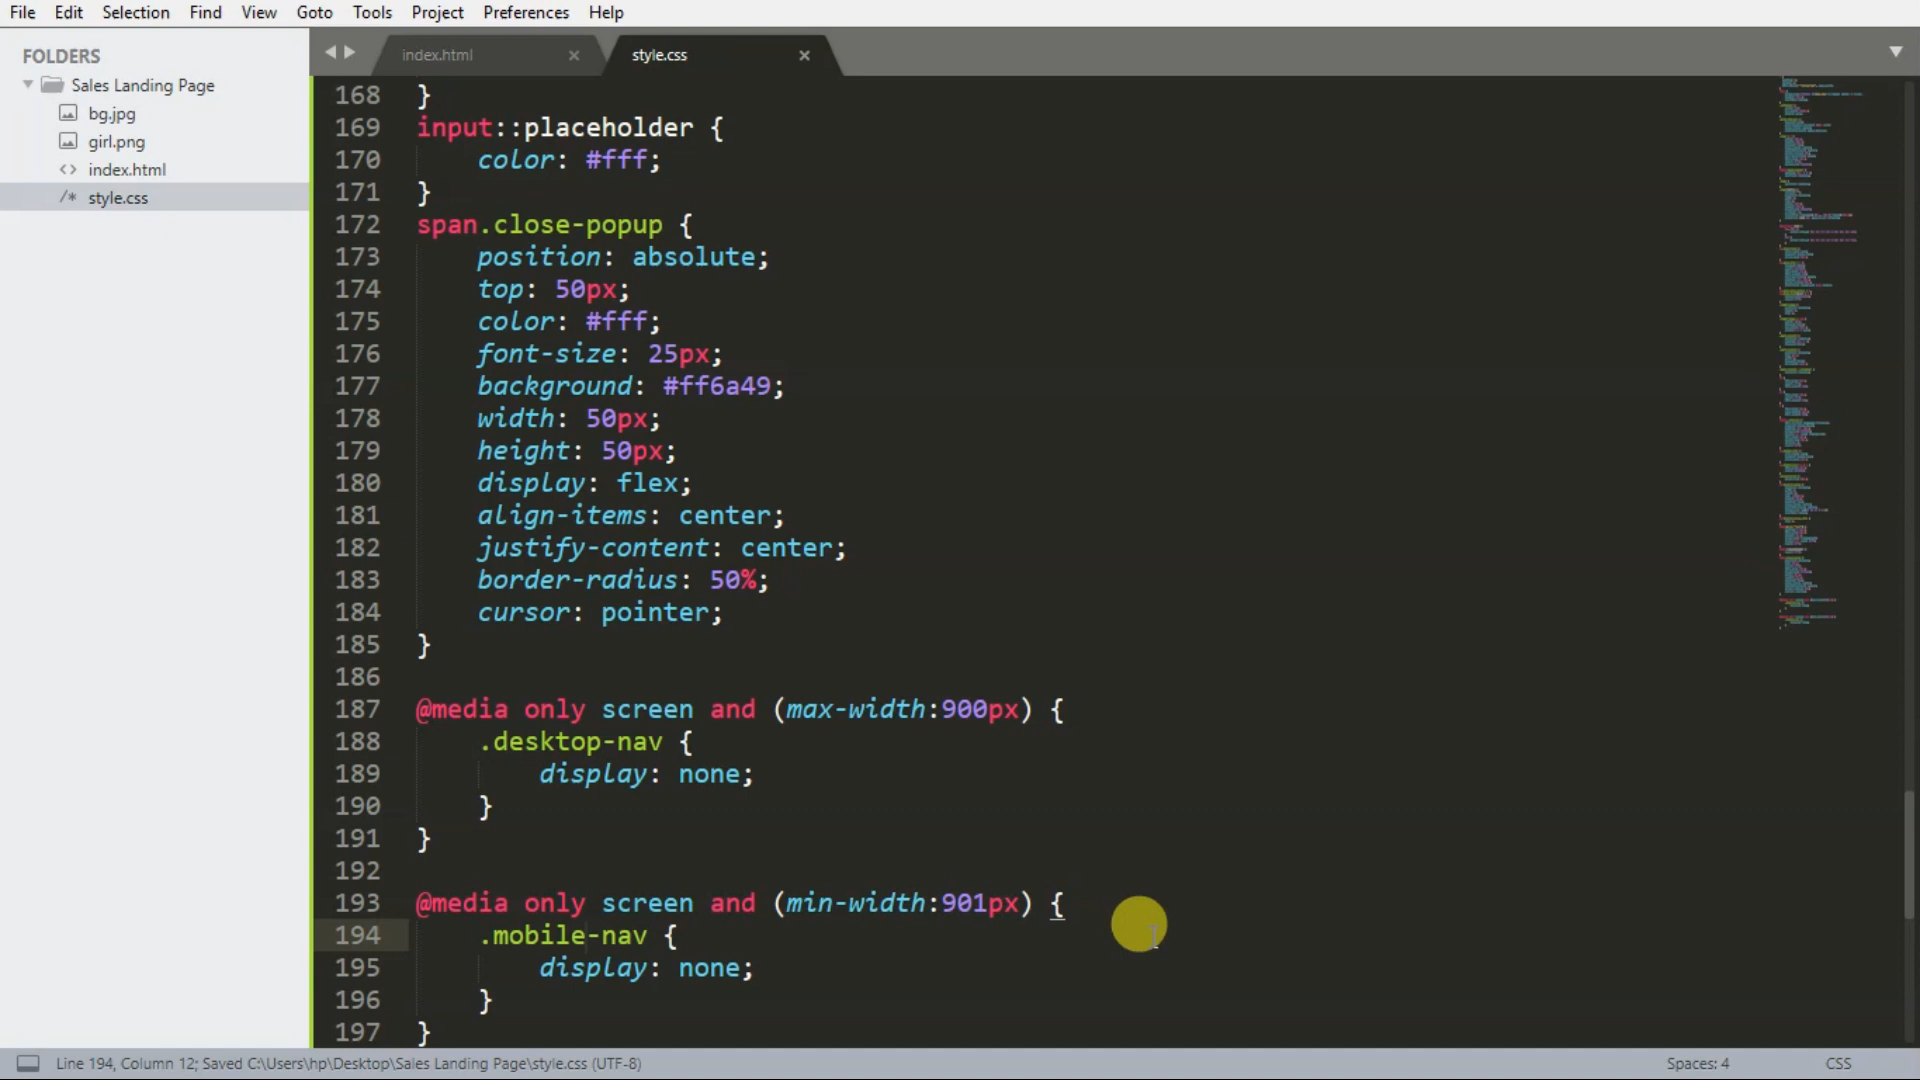 File Edit Selection Find View Goto Tools Project Preferences Help
FOLDERS
Sales Landing Page
bg.jpg
girl.png
<> index.html
/* style.css
index.html × style.css ×
168 }
169 input::placeholder {
170 color: #fff;
171 }
172 span.close-popup {
173 position: absolute;
174 top: 50px;
175 color: #fff;
176 font-size: 25px;
177 background: #ff6a49;
178 width: 50px;
179 height: 50px;
180 display: flex;
181 align-items: center;
182 justify-content: center;
183 border-radius: 50%;
184 cursor: pointer;
185 }
186
187 @media only screen and (max-width:900px) {
188 .desktop-nav {
189 display: none;
190 }
191 }
192
193 @media only screen and (min-width:901px) {
194 .mobile-nav {
195 display: none;
196 }
197 }
Line 194, Column 12; Saved C:\Users\hp\Desktop\Sales Landing Page\style.css (UTF-8) Spaces: 4 CSS